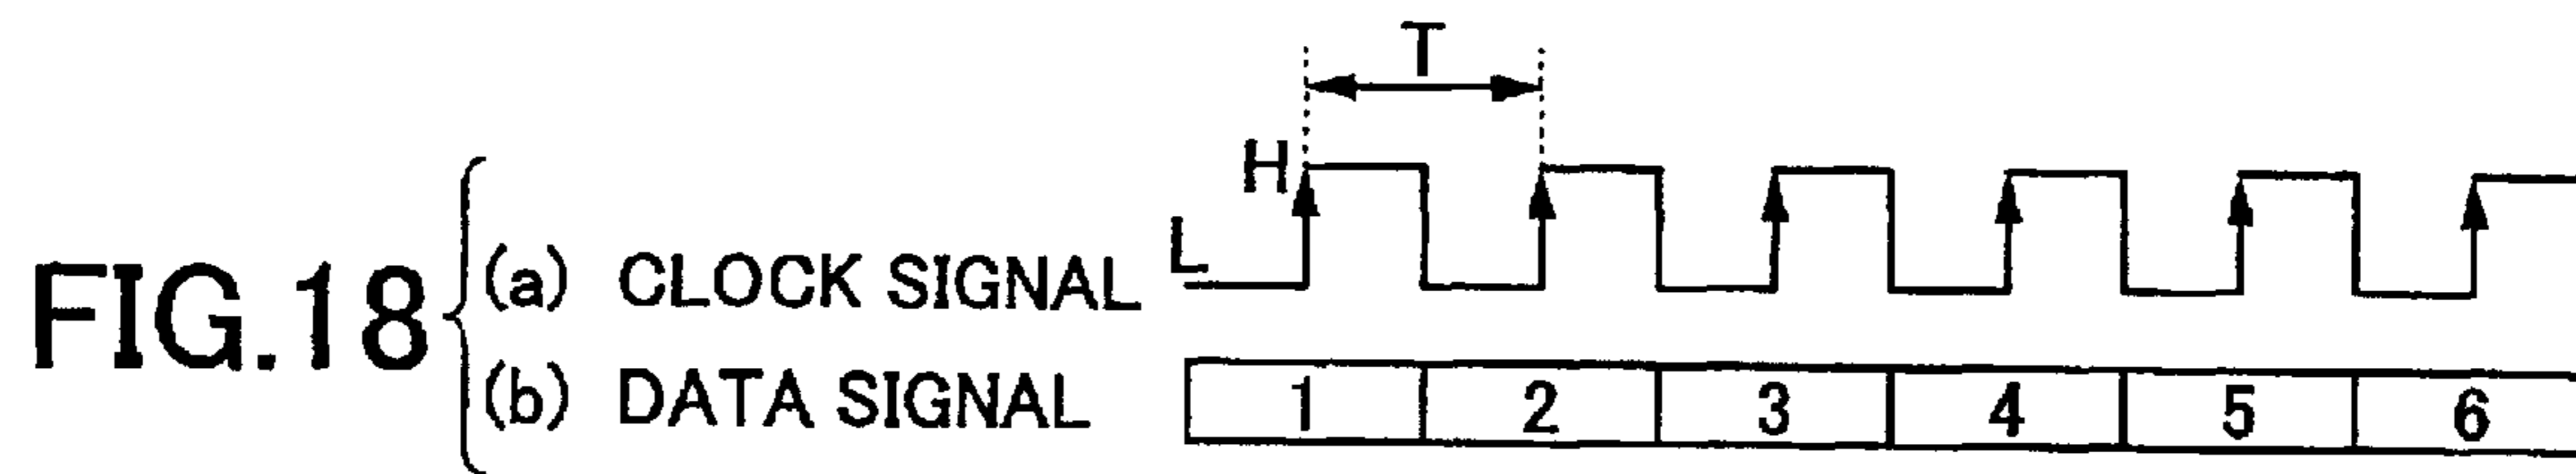 T
H
L
FIG.18
(a) CLOCK SIGNAL
(b) DATA SIGNAL
1 2 3 4 5 6